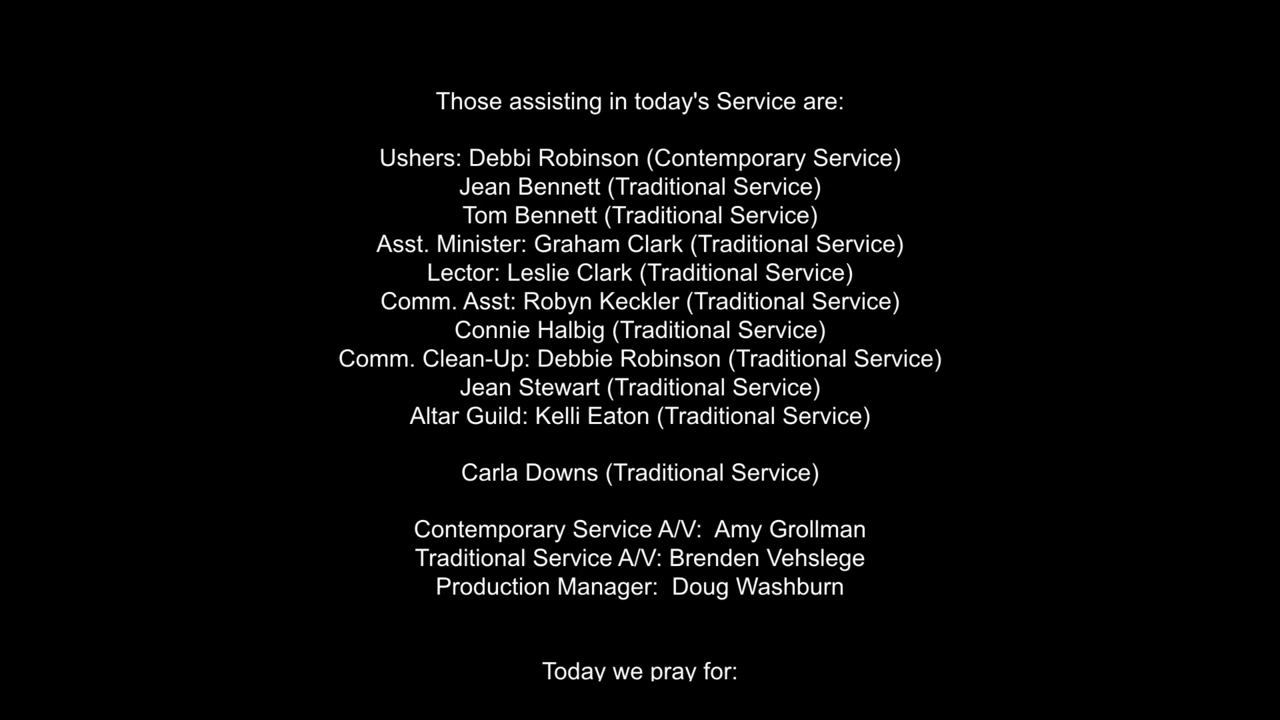 Those assisting in today's Service are:
Ushers: Debbi Robinson (Contemporary Service)
Jean Bennett (Traditional Service)
Tom Bennett (Traditional Service)
Asst. Minister: Graham Clark (Traditional Service)
Lector: Leslie Clark (Traditional Service)
Comm. Asst: Robyn Keckler (Traditional Service)
Connie Halbig (Traditional Service)
Comm. Clean-Up: Debbie Robinson (Traditional Service)
Jean Stewart (Traditional Service)
Altar Guild: Kelli Eaton (Traditional Service)
Carla Downs (Traditional Service)
Contemporary Service A/V:  Amy Grollman
Traditional Service A/V: Brenden Vehslege
Production Manager:  Doug Washburn
Today we pray for: